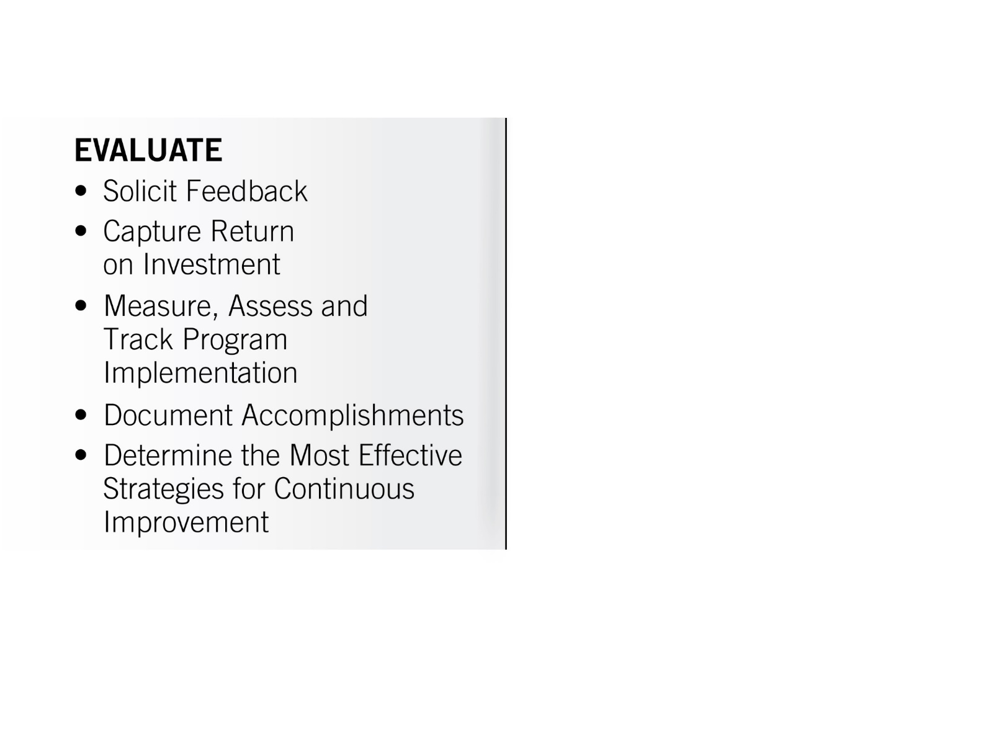 EVALUATE
• Solicit Feedback
• Capture Return
on Investment
• Measure, Assess and
Track Program
Implementation
• Document Accomplishments
• Determine the Most Effective
Strategies for Continuous
Improvement